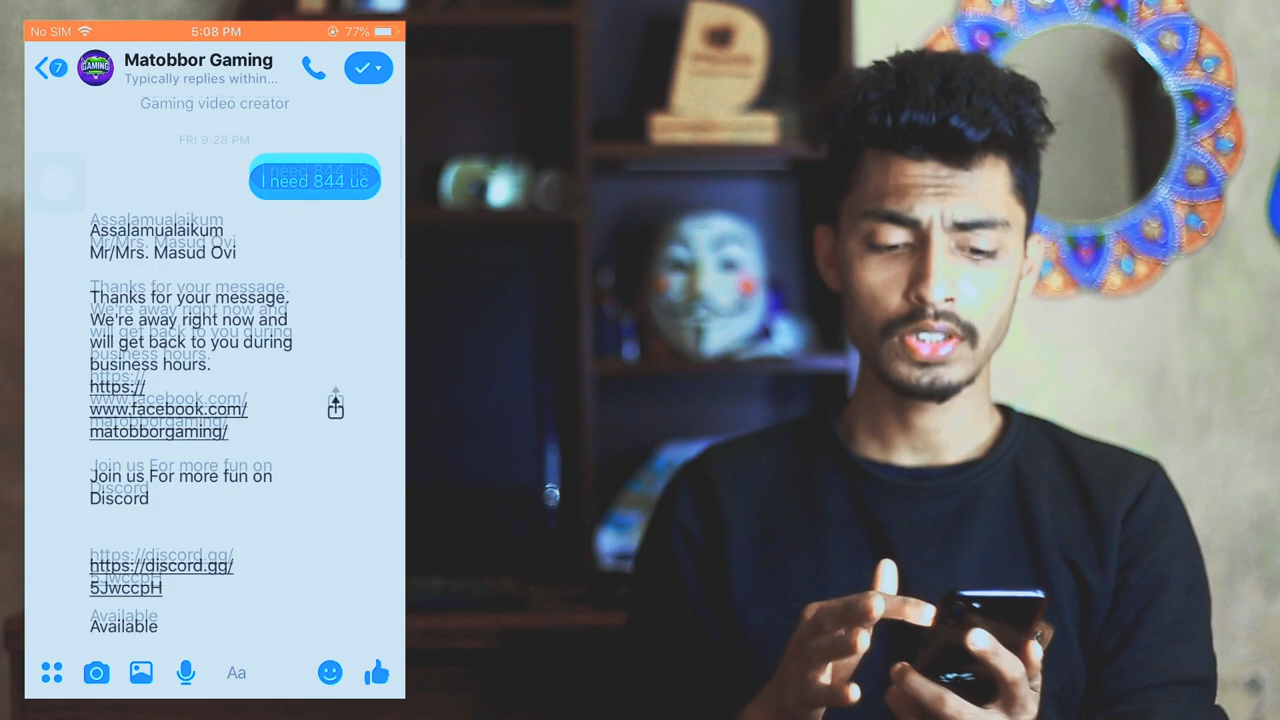 No SIM 5:08 PM 77%
7
GAMING
Matobbor Gaming
Typically replies within...
Gaming video creator
FRI 9:28 PM
I need 844 uc
Assalamualaikum
Mr/Mrs. Masud Ovi
Thanks for your message.
We're away right now and
will get back to you during
business hours.
https://
www.facebook.com/
matobborgaming/
Join us For more fun on
Discord
https://discord.gg/
5JwccpH
Available
Aa